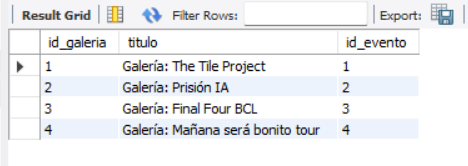 Result Grid Filter Rows: Export:
id_galeria titulo id_evento
1 Galería: The Tile Project 1
2 Galería: Prisión IA 2
3 Galería: Final Four BCL 3
4 Galería: Mañana será bonito tour 4